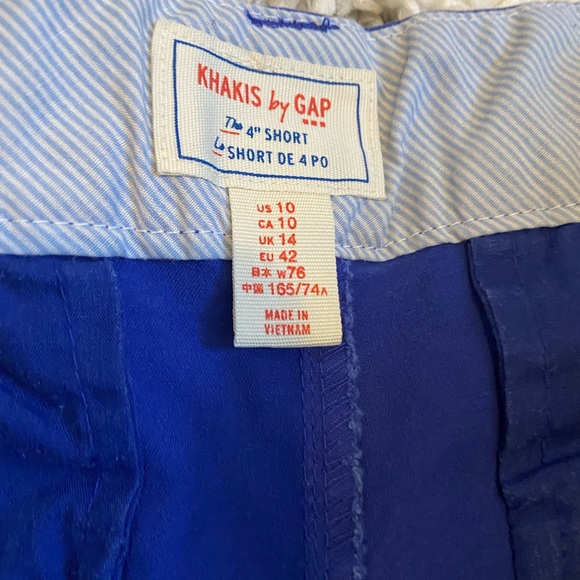 KHAKIS by GAP
The 4" SHORT
Le SHORT DE 4 PO
US 10
CA 10
UK 14
EU 42
日本 W76
中国 165/74A
MADE IN
VIETNAM